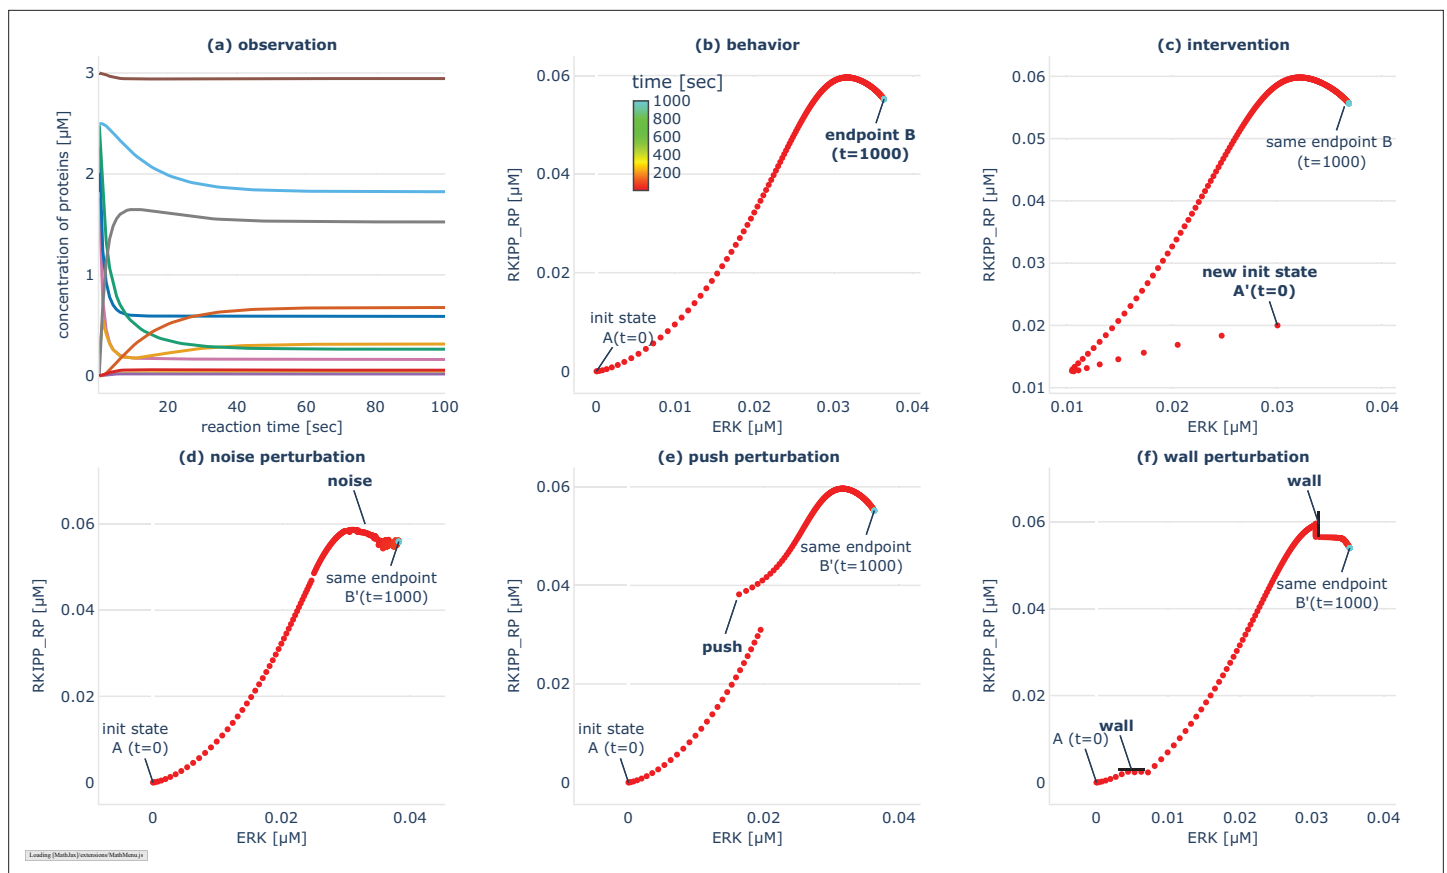 (a) observation
concentration of proteins [μM]
3
2
1
0
20
40
60
80
100
reaction time [sec]
(b) behavior
RKIPP_RP [μM]
0.06
0.04
0.02
0
time [sec]
1000
800
600
400
200
endpoint B
(t=1000)
init state
A(t=0)
0
0.01
0.02
0.03
0.04
ERK [μM]
(c) intervention
RKIPP_RP [μM]
0.06
0.05
0.04
0.03
0.02
0.01
same endpoint B
(t=1000)
new init state
A'(t=0)
0.01
0.02
0.03
0.04
ERK [μM]
(d) noise perturbation
noise
RKIPP_RP [μM]
0.06
0.04
0.02
0
same endpoint
B'(t=1000)
init state
A (t=0)
0
0.02
0.04
ERK [μM]
(e) push perturbation
RKIPP_RP [μM]
0.06
0.04
0.02
0
same endpoint
B'(t=1000)
push
init state
A (t=0)
0
0.02
0.04
ERK [μM]
(f) wall perturbation
wall
RKIPP_RP [μM]
0.06
0.04
0.02
0
same endpoint
B'(t=1000)
wall
A (t=0)
0
0.01
0.02
0.03
0.04
ERK [μM]
Loading [MathJax]/extensions/MathMenu.js